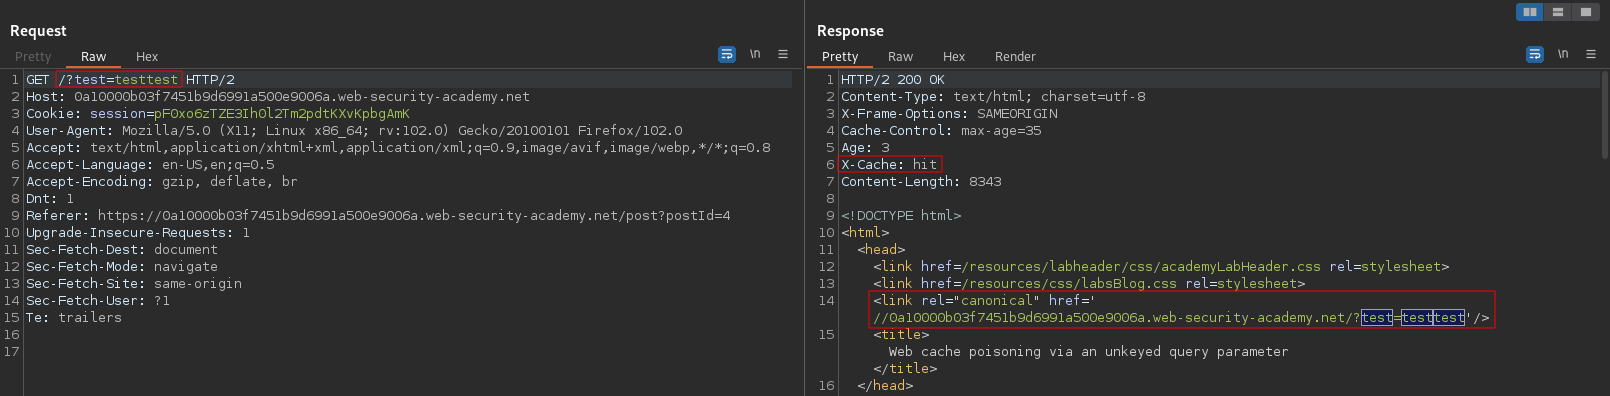 Request
Pretty Raw Hex \n
1 GET /?test=testtest HTTP/2
2 Host: 0a10000b03f7451b9d6991a500e9006a.web-security-academy.net
3 Cookie: session=pFOxo6zTZE3Ih0l2Tm2pdtKXvKpbgAmK
4 User-Agent: Mozilla/5.0 (X11; Linux x86_64; rv:102.0) Gecko/20100101 Firefox/102.0
5 Accept: text/html,application/xhtml+xml,application/xml;q=0.9,image/avif,image/webp,*/*;q=0.8
6 Accept-Language: en-US,en;q=0.5
7 Accept-Encoding: gzip, deflate, br
8 Dnt: 1
9 Referer: https://0a10000b03f7451b9d6991a500e9006a.web-security-academy.net/post?postId=4
10 Upgrade-Insecure-Requests: 1
11 Sec-Fetch-Dest: document
12 Sec-Fetch-Mode: navigate
13 Sec-Fetch-Site: same-origin
14 Sec-Fetch-User: ?1
15 Te: trailers
16
17
Response
Pretty Raw Hex Render \n
1 HTTP/2 200 OK
2 Content-Type: text/html; charset=utf-8
3 X-Frame-Options: SAMEORIGIN
4 Cache-Control: max-age=35
5 Age: 3
6 X-Cache: hit
7 Content-Length: 8343
8
9 <!DOCTYPE html>
10 <html>
11 <head>
12 <link href=/resources/labheader/css/academyLabHeader.css rel=stylesheet>
13 <link href=/resources/css/labsBlog.css rel=stylesheet>
14 <link rel="canonical" href='
//0a10000b03f7451b9d6991a500e9006a.web-security-academy.net/?test=testtest'/>
15 <title>
Web cache poisoning via an unkeyed query parameter
</title>
16 </head>